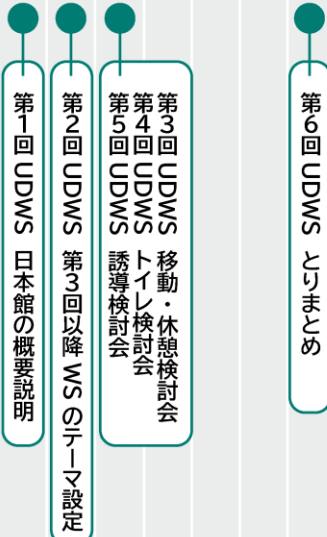 第1回 UDWS 日本館の概要説明
第2回 UDWS 第3回以降 WS のテーマ設定
第3回 UDWS 移動・休憩検討会
第4回 UDWS トイレ検討会
第5回 UDWS 誘導検討会
第6回 UDWS とりまとめ